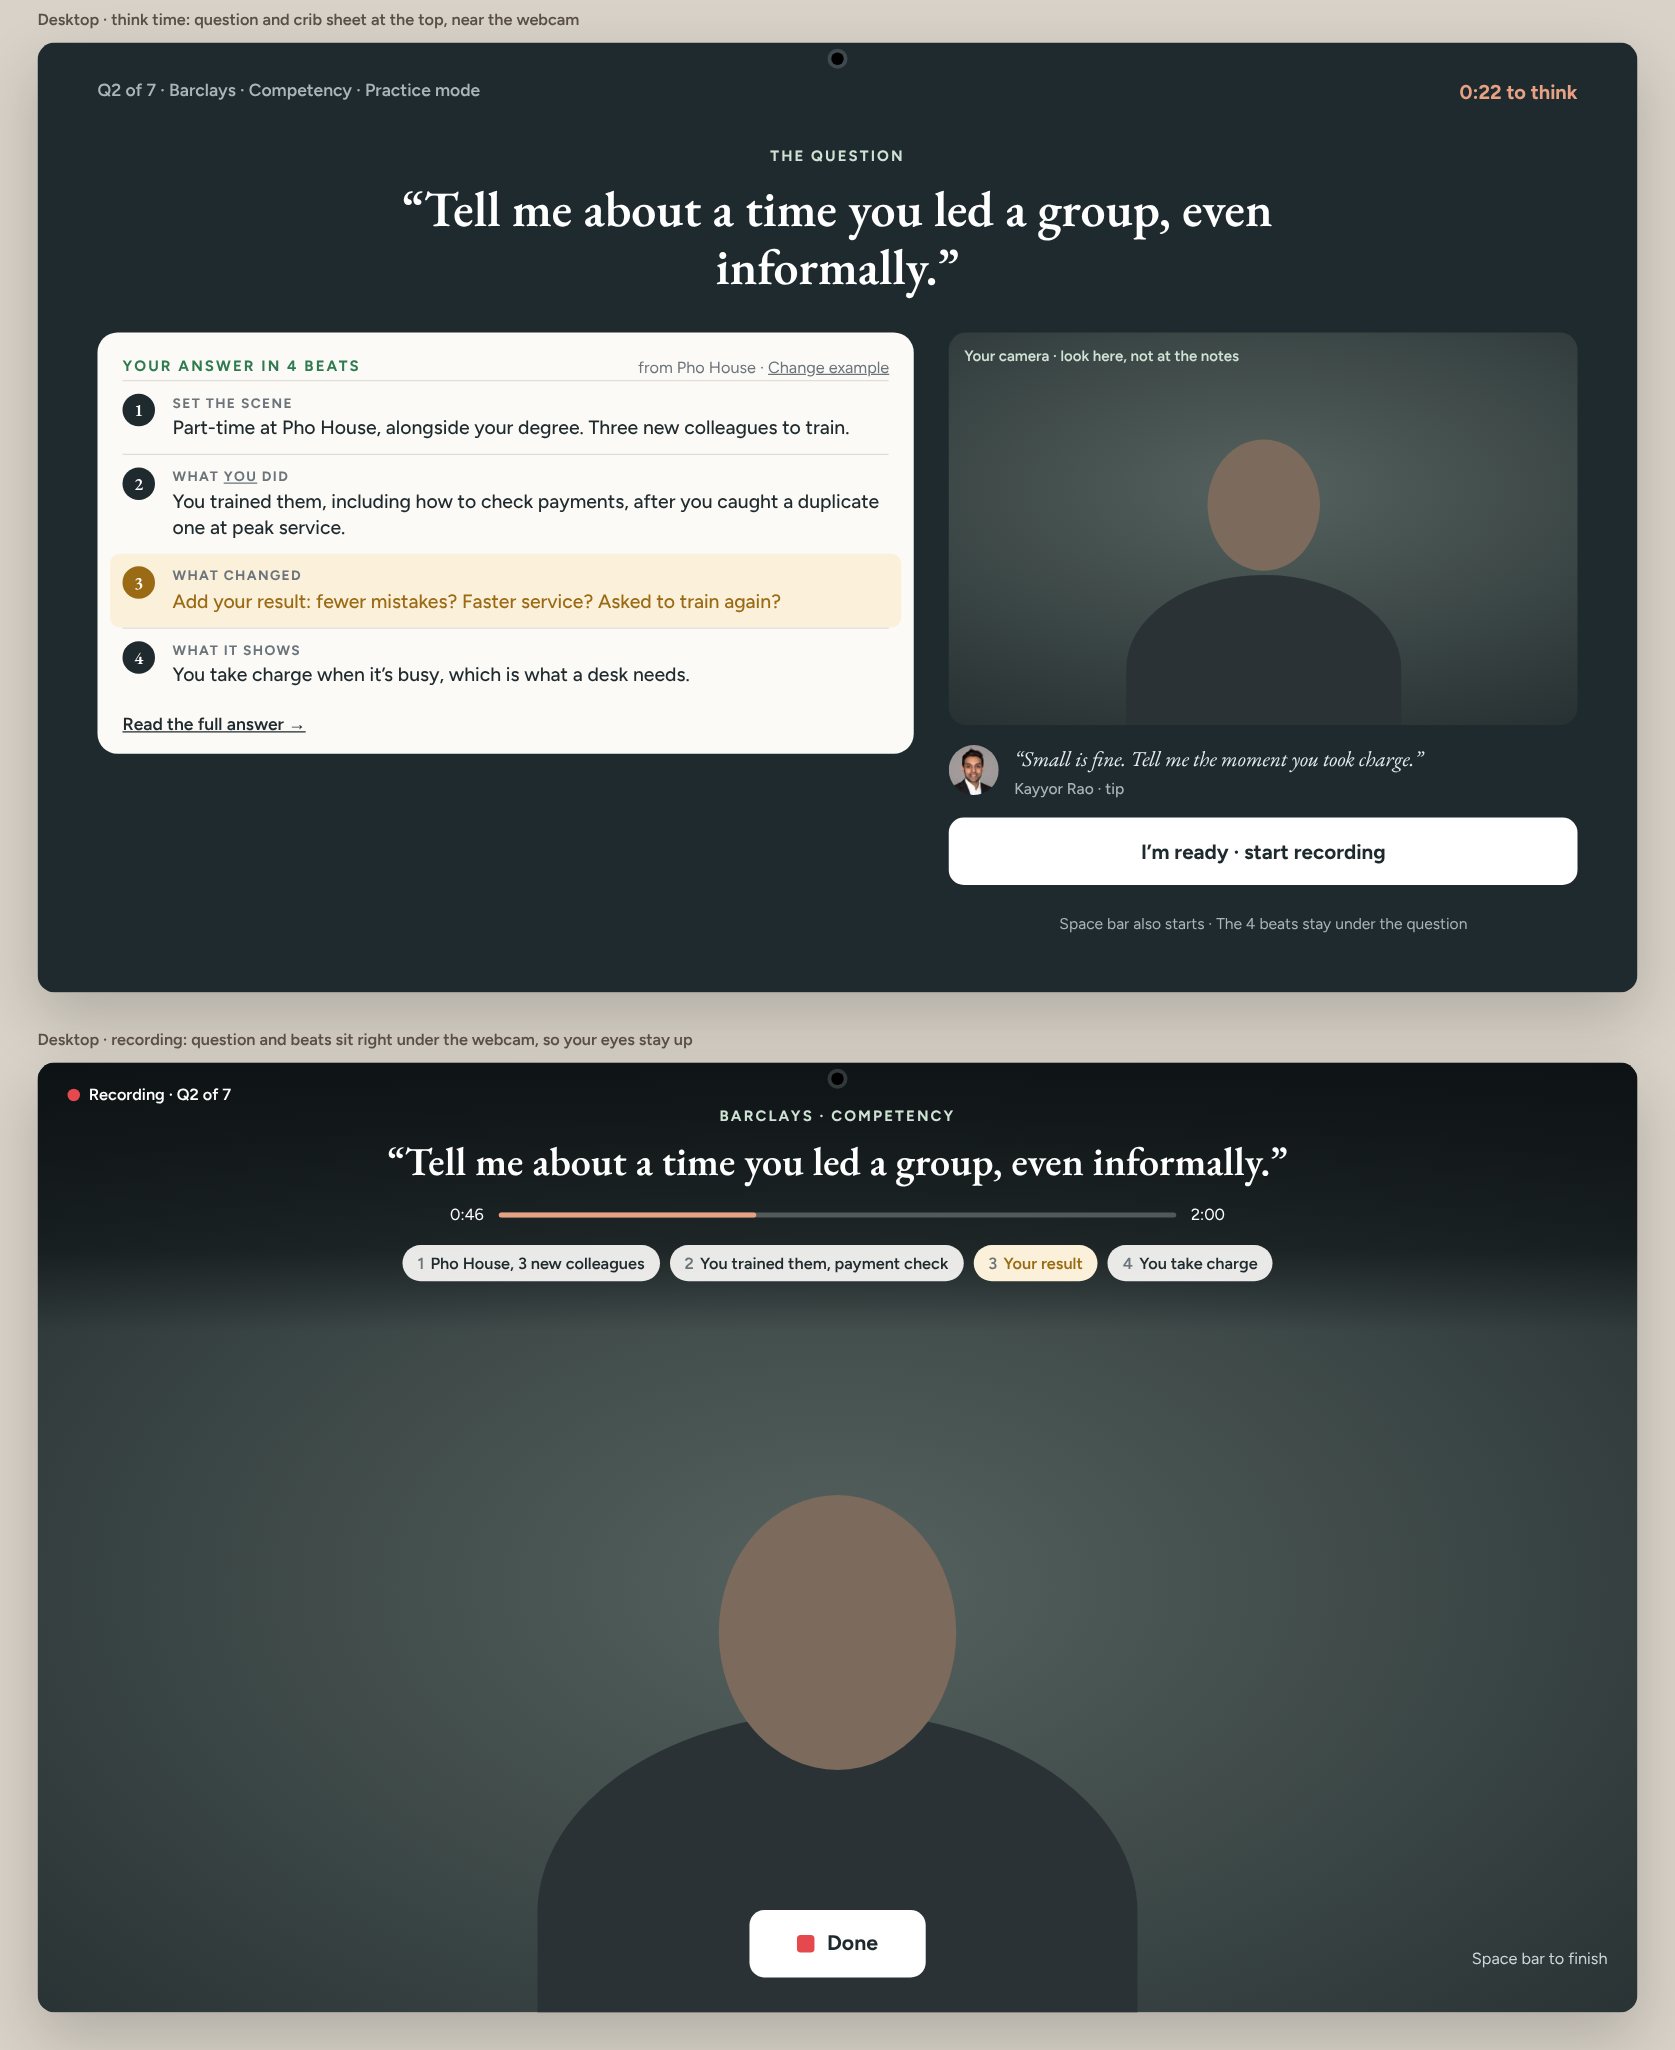 Desktop · think time: question and crib sheet at the top, near the webcam
Q2 of 7 · Barclays · Competency · Practice mode
0:22 to think
THE QUESTION
“Tell me about a time you led a group, even
informally.”
YOUR ANSWER IN 4 BEATS
from Pho House · Change example
1
SET THE SCENE
Part-time at Pho House, alongside your degree. Three new colleagues to train.
2
WHAT YOU DID
You trained them, including how to check payments, after you caught a duplicate
one at peak service.
3
WHAT CHANGED
Add your result: fewer mistakes? Faster service? Asked to train again?
4
WHAT IT SHOWS
You take charge when it’s busy, which is what a desk needs.
Read the full answer →
Your camera · look here, not at the notes
“Small is fine. Tell me the moment you took charge.”
Kayyor Rao · tip
I’m ready · start recording
Space bar also starts · The 4 beats stay under the question
Desktop · recording: question and beats sit right under the webcam, so your eyes stay up
Recording · Q2 of 7
BARCLAYS · COMPETENCY
“Tell me about a time you led a group, even informally.”
0:46
2:00
1 Pho House, 3 new colleagues
2 You trained them, payment check
3 Your result
4 You take charge
Done
Space bar to finish